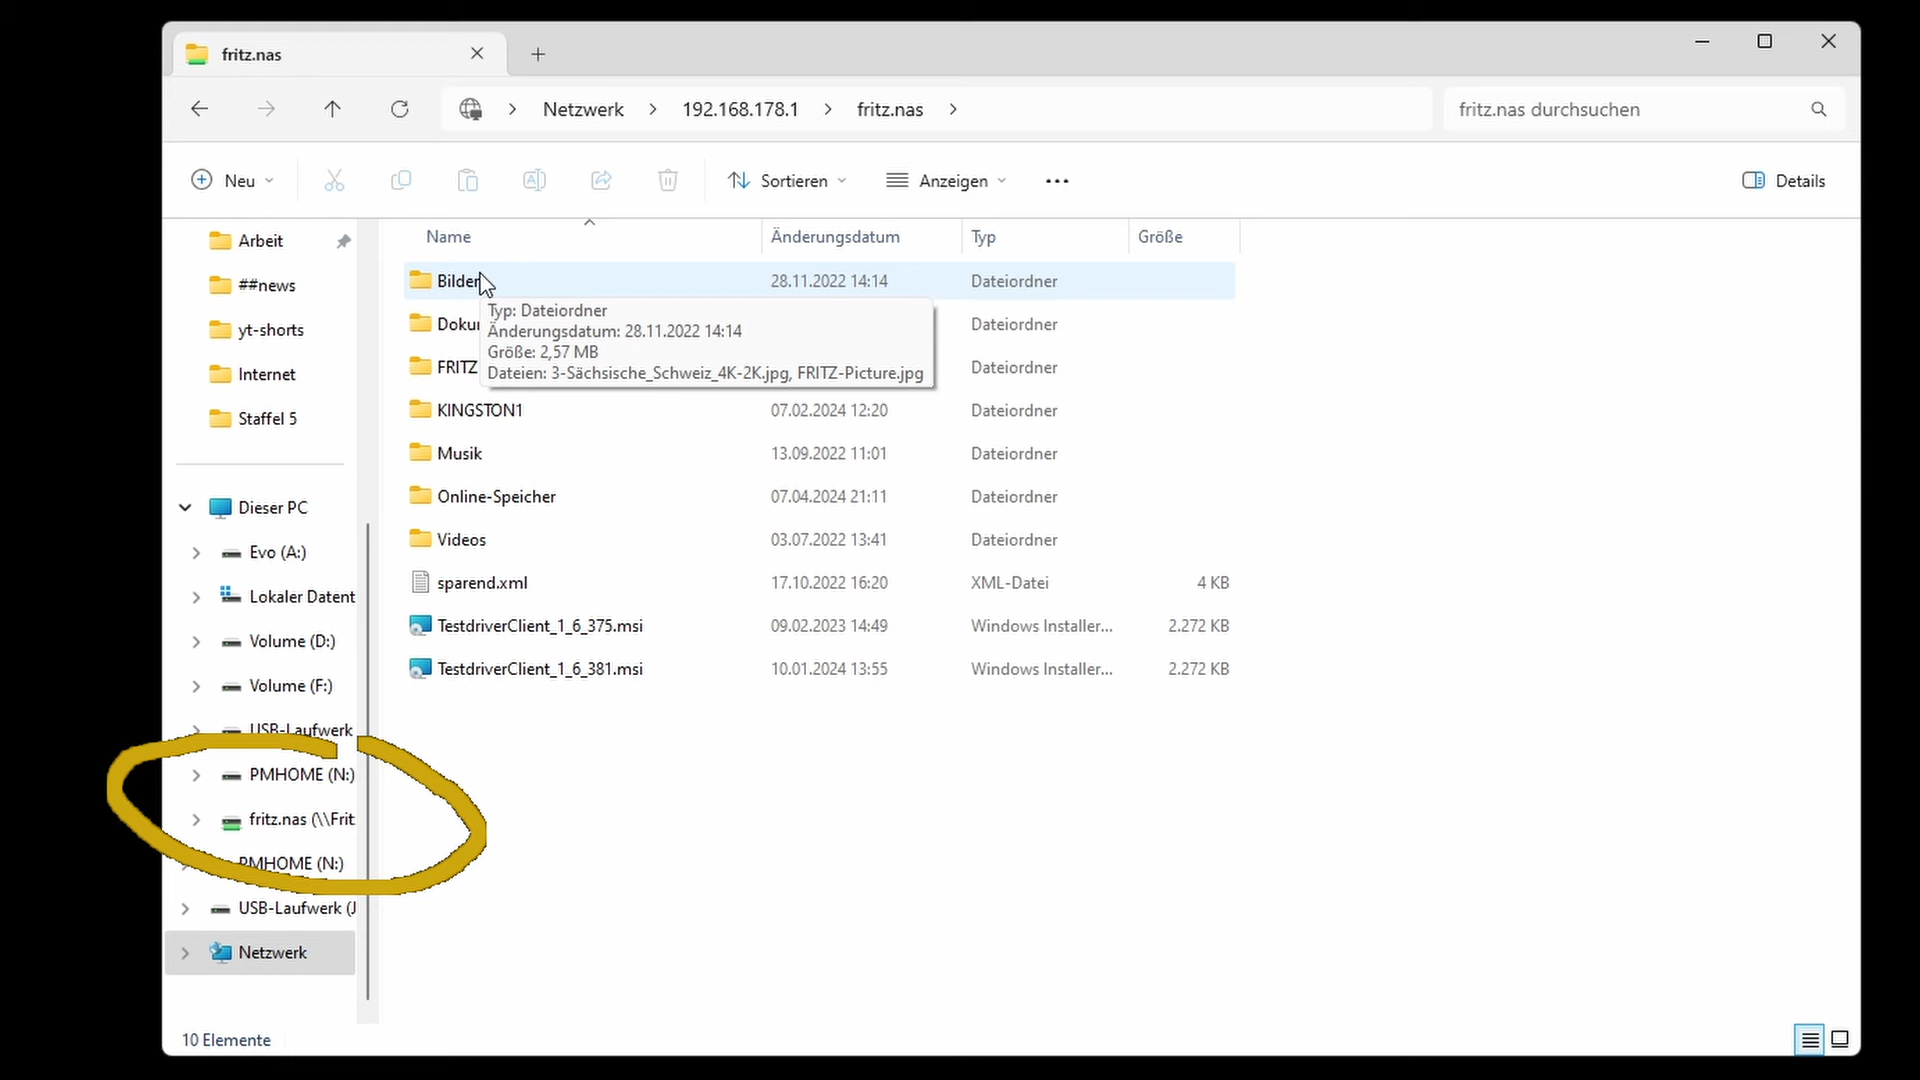 fritz.nas
Netzwerk 192.168.178.1 fritz.nas
fritz.nas durchsuchen
Neu
Sortieren
Anzeigen
Details
Arbeit
##news
yt-shorts
Internet
Staffel 5
Dieser PC
Evo (A:)
Lokaler Datent
Volume (D:)
Volume (F:)
USB-Laufwerk
PMHOME (N:)
fritz.nas (\\Frit
PMHOME (N:)
USB-Laufwerk (J
Netzwerk
Name Änderungsdatum Typ Größe
Bilder 28.11.2022 14:14 Dateiordner
Typ: Dateiordner
Änderungsdatum: 28.11.2022 14:14
Größe: 2,57 MB
Dateien: 3-Sächsische_Schweiz_4K-2K.jpg, FRITZ-Picture.jpg
Doku Dateiordner
FRITZ Dateiordner
KINGSTON1 07.02.2024 12:20 Dateiordner
Musik 13.09.2022 11:01 Dateiordner
Online-Speicher 07.04.2024 21:11 Dateiordner
Videos 03.07.2022 13:41 Dateiordner
sparend.xml 17.10.2022 16:20 XML-Datei 4 KB
TestdriverClient_1_6_375.msi 09.02.2023 14:49 Windows Installer... 2.272 KB
TestdriverClient_1_6_381.msi 10.01.2024 13:55 Windows Installer... 2.272 KB
10 Elemente